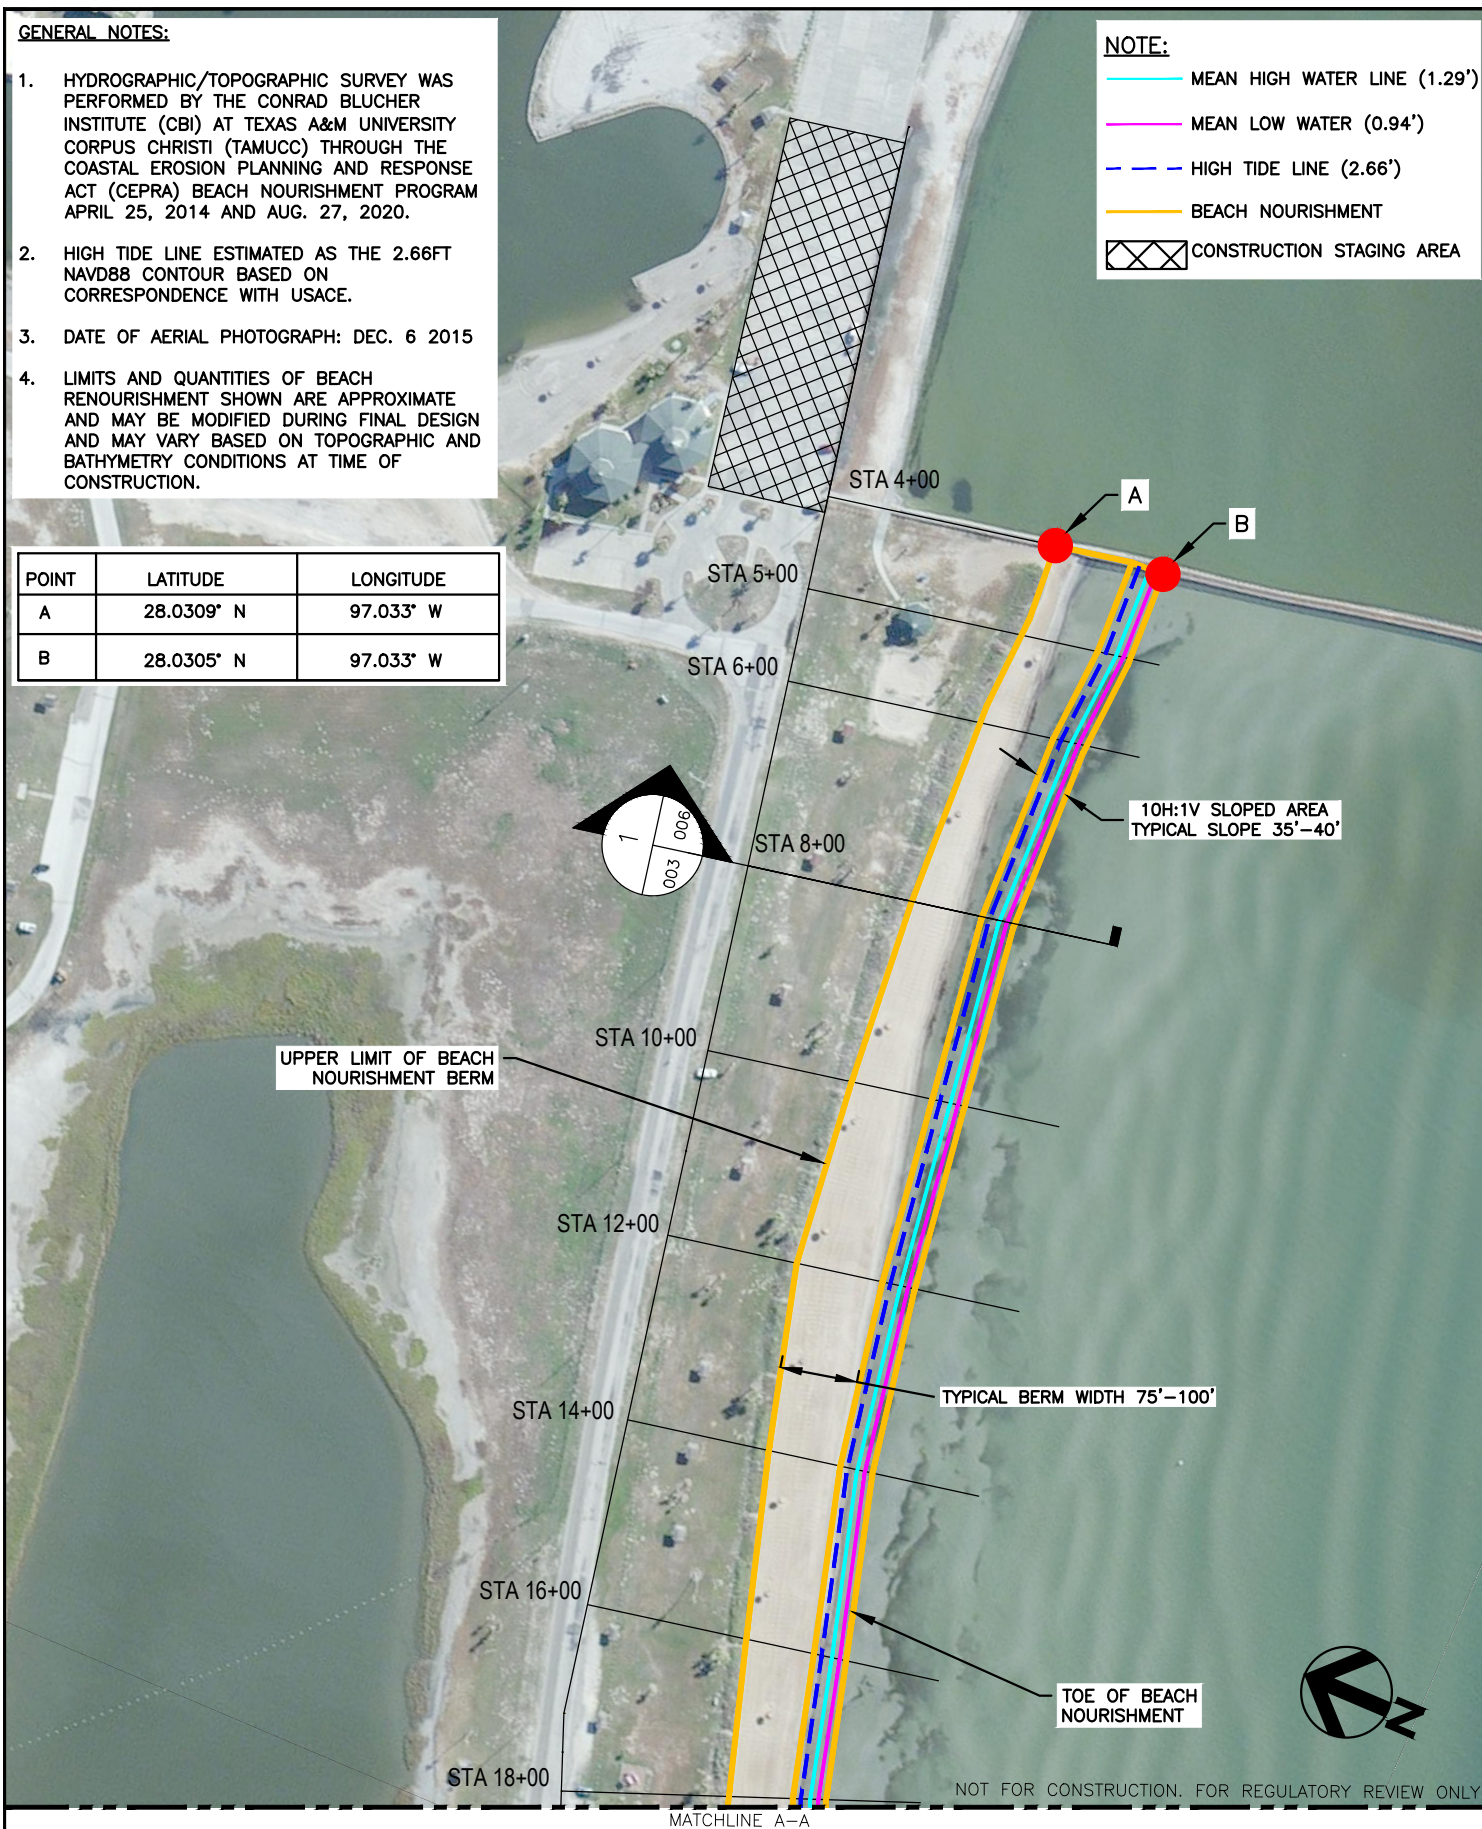 GENERAL NOTES:
1. HYDROGRAPHIC/TOPOGRAPHIC SURVEY WAS
PERFORMED BY THE CONRAD BLUCHER
INSTITUTE (CBI) AT TEXAS A&M UNIVERSITY
CORPUS CHRISTI (TAMUCC) THROUGH THE
COASTAL EROSION PLANNING AND RESPONSE
ACT (CEPRA) BEACH NOURISHMENT PROGRAM
APRIL 25, 2014 AND AUG. 27, 2020.
2. HIGH TIDE LINE ESTIMATED AS THE 2.66FT
NAVD88 CONTOUR BASED ON
CORRESPONDENCE WITH USACE.
3. DATE OF AERIAL PHOTOGRAPH: DEC. 6 2015
4. LIMITS AND QUANTITIES OF BEACH
RENOURISHMENT SHOWN ARE APPROXIMATE
AND MAY BE MODIFIED DURING FINAL DESIGN
AND MAY VARY BASED ON TOPOGRAPHIC AND
BATHYMETRY CONDITIONS AT TIME OF
CONSTRUCTION.
NOTE:
MEAN HIGH WATER LINE (1.29')
MEAN LOW WATER (0.94')
HIGH TIDE LINE (2.66')
BEACH NOURISHMENT
CONSTRUCTION STAGING AREA
POINT LATITUDE LONGITUDE
A 28.0309° N 97.033° W
B 28.0305° N 97.033° W
STA 4+00
A
B
STA 5+00
STA 6+00
10H:1V SLOPED AREA
TYPICAL SLOPE 35'-40'
1
006
003
STA 8+00
STA 10+00
UPPER LIMIT OF BEACH
NOURISHMENT BERM
STA 12+00
TYPICAL BERM WIDTH 75'-100'
STA 14+00
STA 16+00
TOE OF BEACH
NOURISHMENT
N
STA 18+00
NOT FOR CONSTRUCTION. FOR REGULATORY REVIEW ONLY
MATCHLINE A-A